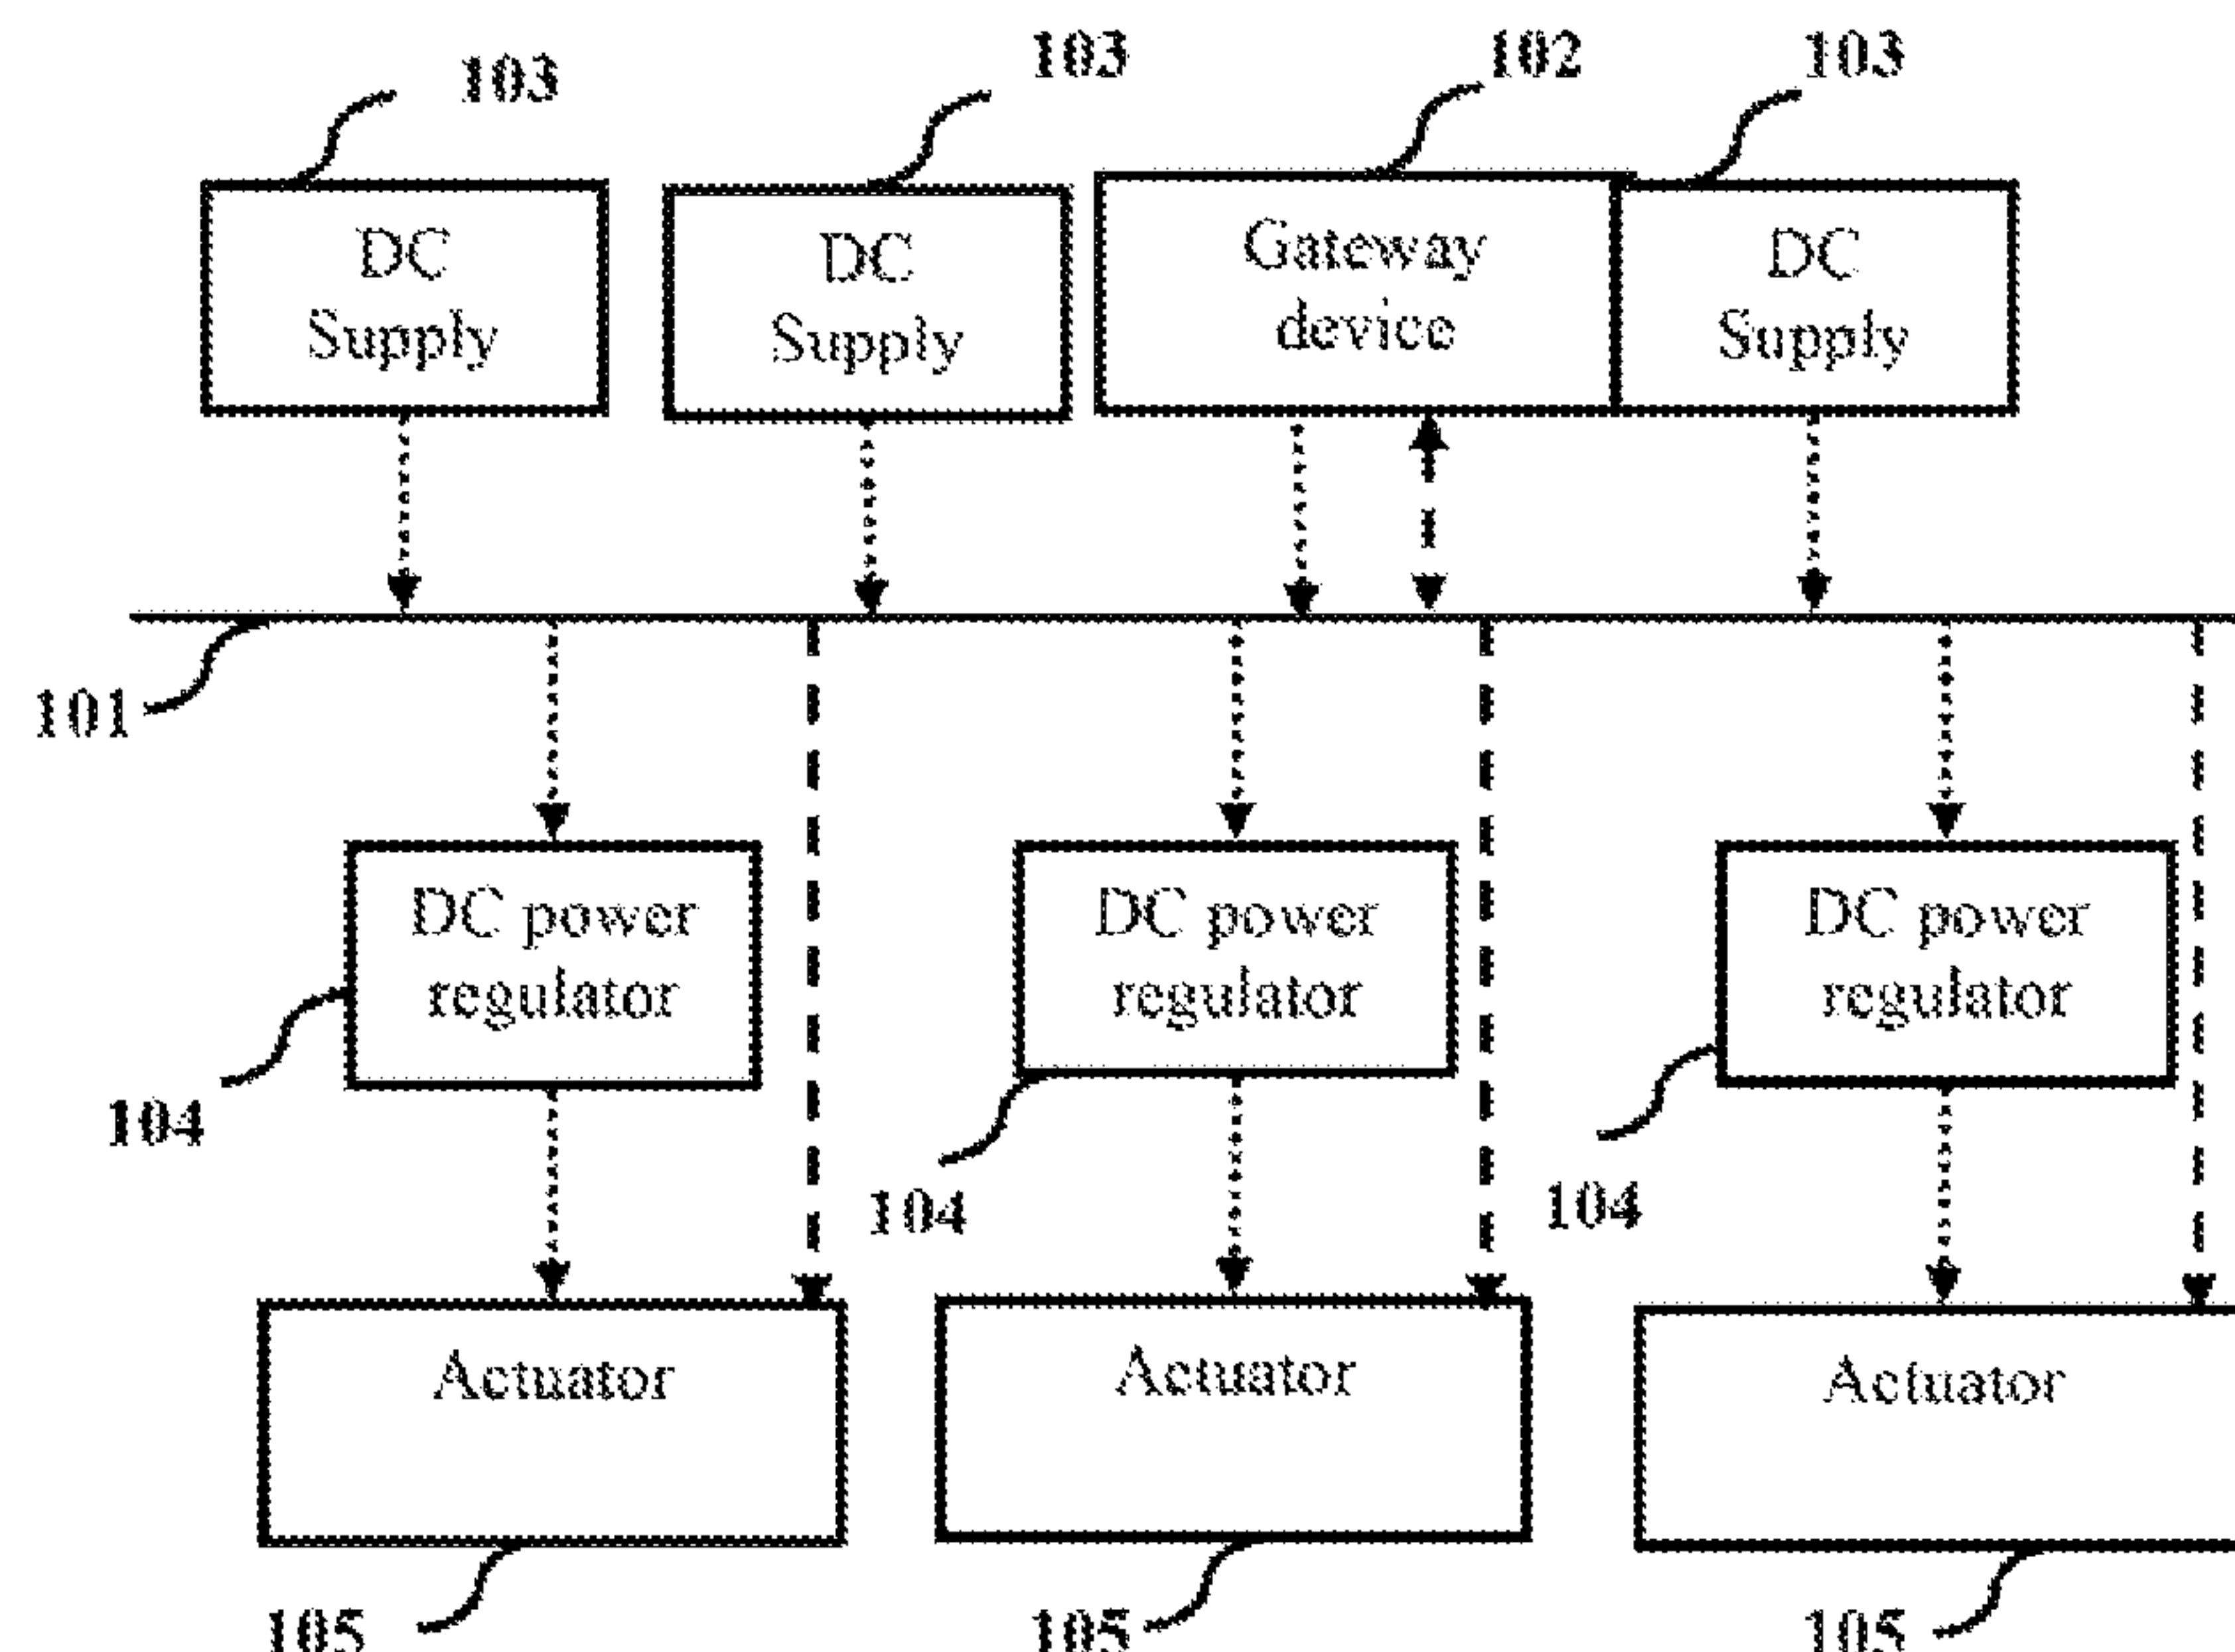 103
103
102
103
DC
Supply
DC
Supply
Gateway
device
DC
Supply
101
DC power
regulator
DC power
regulator
DC power
regulator
104
104
104
Actuator
Actuator
Actuator
105
105
105